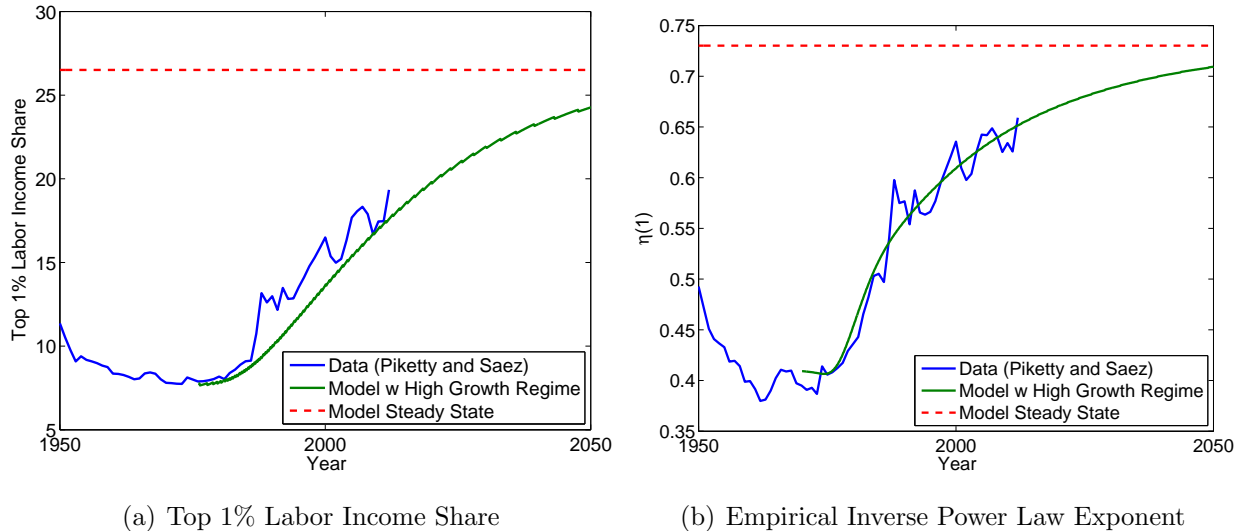 30
25
20
15
10
5
1950
2000
2050
Top 1% Labor Income Share
Year
Data (Piketty and Saez)
Model w High Growth Regime
Model Steady State
(a) Top 1% Labor Income Share
0.75
0.7
0.65
0.6
0.55
0.5
0.45
0.4
0.35
1950
2000
2050
η(1)
Year
Data (Piketty and Saez)
Model w High Growth Regime
Model Steady State
(b) Empirical Inverse Power Law Exponent